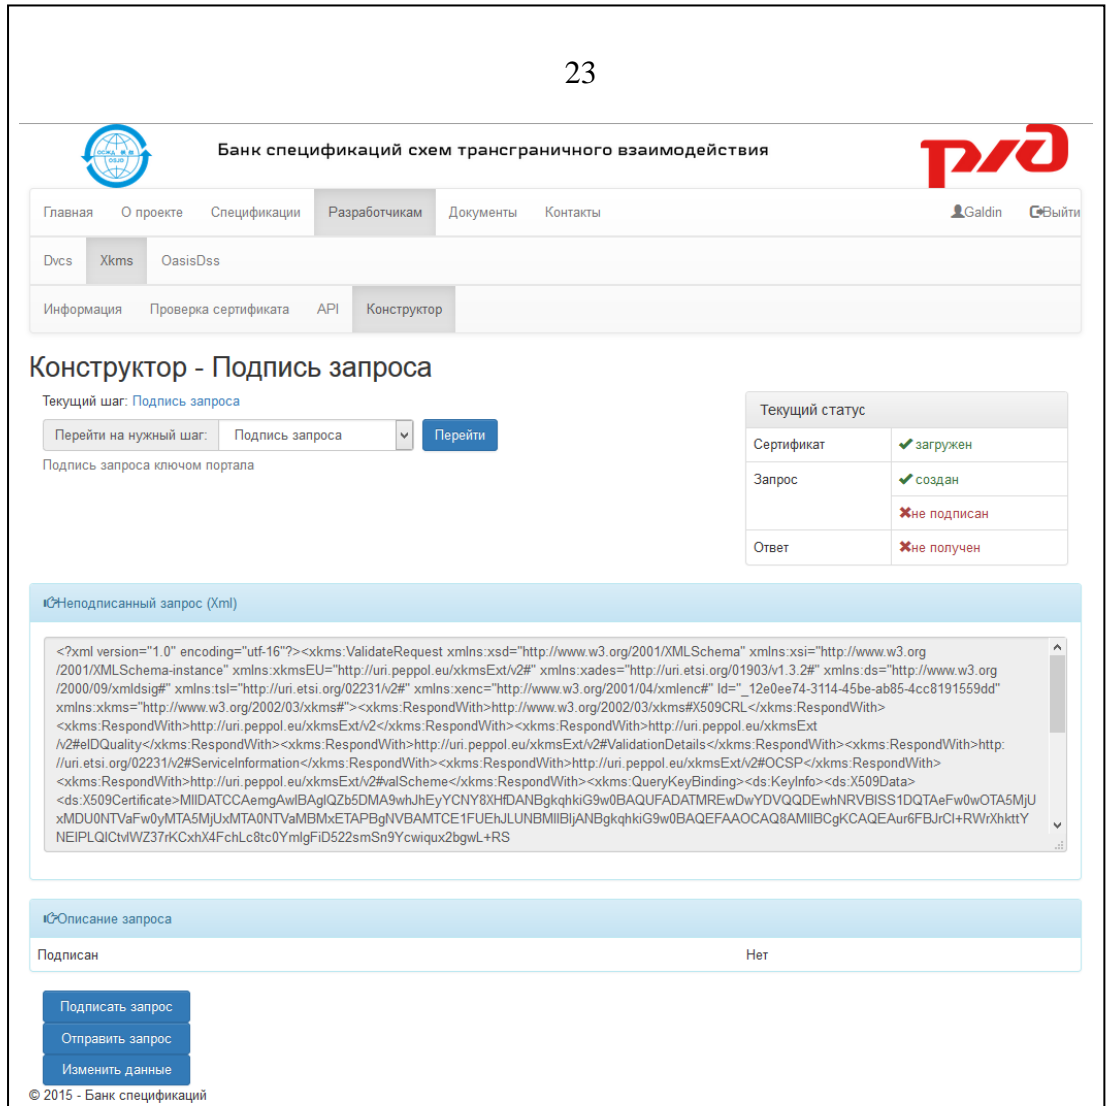 23
ОСЖД 铁组
OSJD
Банк спецификаций схем трансграничного взаимодействия
ржд
Главная О проекте Спецификации Разработчикам Документы Контакты Galdin Выйти
Dvcs Xkms OasisDss
Информация Проверка сертификата API Конструктор
Конструктор - Подпись запроса
Текущий шаг: Подпись запроса
Перейти на нужный шаг: Подпись запроса Перейти
Подпись запроса ключом портала
Текущий статус
Сертификат загружен
Запрос создан
не подписан
Ответ не получен
Неподписанный запрос (Xml)
<?xml version="1.0" encoding="utf-16"?><xkms:ValidateRequest xmlns:xsd="http://www.w3.org/2001/XMLSchema" xmlns:xsi="http://www.w3.org
/2001/XMLSchema-instance" xmlns:xkmsEU="http://uri.peppol.eu/xkmsExt/v2#" xmlns:xades="http://uri.etsi.org/01903/v1.3.2#" xmlns:ds="http://www.w3.org
/2000/09/xmldsig#" xmlns:tsl="http://uri.etsi.org/02231/v2#" xmlns:xenc="http://www.w3.org/2001/04/xmlenc#" Id="_12e0ee74-3114-45be-ab85-4cc8191559dd"
xmlns:xkms="http://www.w3.org/2002/03/xkms#"><xkms:RespondWith>http://www.w3.org/2002/03/xkms#X509CRL</xkms:RespondWith>
<xkms:RespondWith>http://uri.peppol.eu/xkmsExt/v2</xkms:RespondWith><xkms:RespondWith>http://uri.peppol.eu/xkmsExt
/v2#eIDQuality</xkms:RespondWith><xkms:RespondWith>http://uri.peppol.eu/xkmsExt/v2#ValidationDetails</xkms:RespondWith><xkms:RespondWith>http:
//uri.etsi.org/02231/v2#ServiceInformation</xkms:RespondWith><xkms:RespondWith>http://uri.peppol.eu/xkmsExt/v2#OCSP</xkms:RespondWith>
<xkms:RespondWith>http://uri.peppol.eu/xkmsExt/v2#valScheme</xkms:RespondWith><xkms:QueryKeyBinding><ds:KeyInfo><ds:X509Data>
<ds:X509Certificate>MIIDATCCAemgAwIBAgIQZb5DMA9whJhEyYCNY8XHfDANBgkqhkiG9w0BAQUFADATMREwDwYDVQQDEwhNRVBISS1DQTAeFw0wOTA5MjU
xMDU0NTVaFw0yMTA5MjUxMTA0NTVaMBMxETAPBgNVBAMTCE1FUEhJLUNBMIIBIjANBgkqhkiG9w0BAQEFAAOCAQ8AMIIBCgKCAQEAur6FBJrCI+RWrXhkttY
NEIPLQICtvlWZ37rKCxhX4FchLc8tc0YmlgFiD522smSn9Ycwiqux2bgwL+RS
Описание запроса
Подписан Нет
Подписать запрос
Отправить запрос
Изменить данные
© 2015 - Банк спецификаций